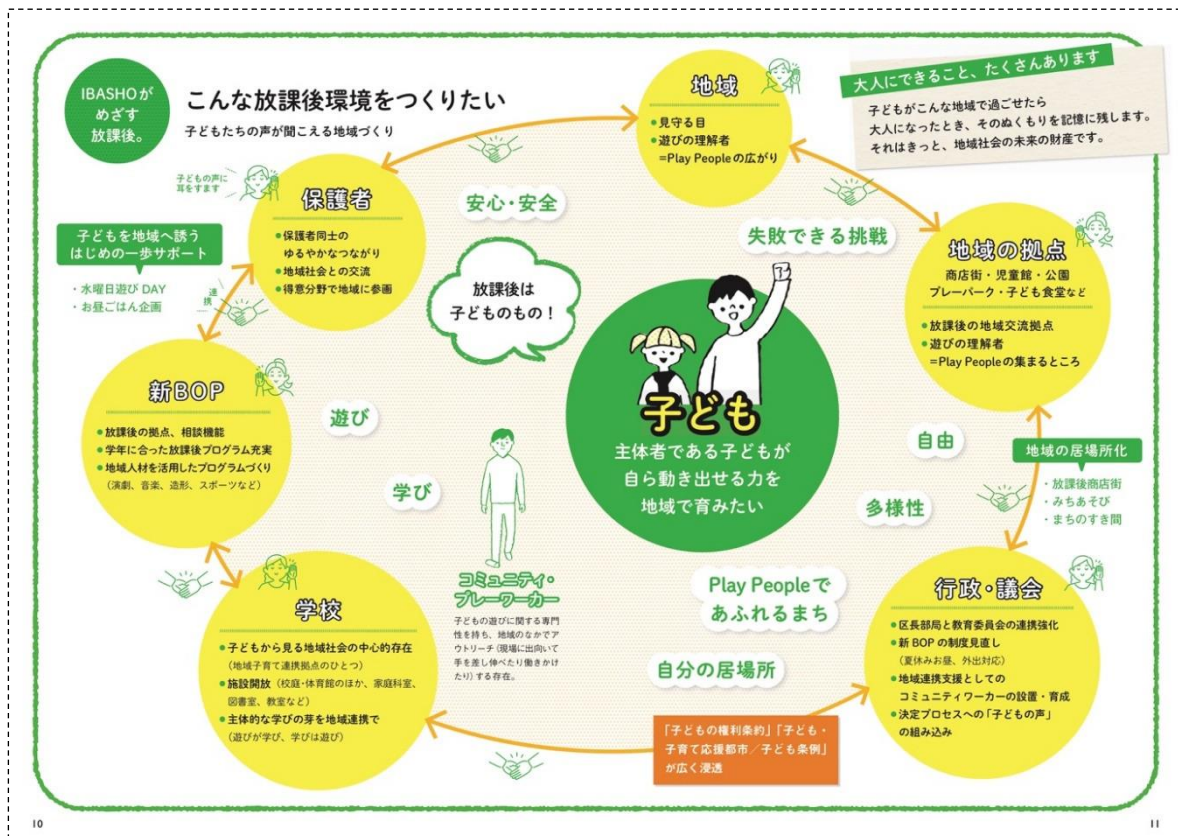 IBASHOが
めざす
放課後。
こんな放課後環境をつくりたい
子どもたちの声が聞こえる地域づくり
地域
●見守る目
●遊びの理解者
=Play Peopleの広がり
大人にできること、たくさんあります
子どもがこんな地域で過ごせたら
大人になったとき、そのぬくもりを記憶に残します。
それはきっと、地域社会の未来の財産です。
子どもの声に
耳をすます
保護者
●保護者同士の
ゆるやかなつながり
●地域社会との交流
●得意分野で地域に参画
子どもを地域へ誘う
はじめの一歩サポート
・水曜日遊びDAY
・お昼ごはん企画
連携
安心・安全
失敗できる挑戦
放課後は
子どものもの！
地域の拠点
商店街・児童館・公園
プレーパーク・子ども食堂など
●放課後の地域交流拠点
●遊びの理解者
=Play Peopleの集まるところ
新BOP
●放課後の拠点、相談機能
●学年に合った放課後プログラム充実
●地域人材を活用したプログラムづくり
（演劇、音楽、造形、スポーツなど）
遊び
学び
子ども
主体者である子どもが
自ら動き出せる力を
地域で育みたい
自由
多様性
地域の居場所化
・放課後商店街
・みちあそび
・まちのすき間
コミュニティ・
プレーワーカー
子どもの遊びに関する専門
性を持ち、地域のなかでア
ウトリーチ（現場に出向いて
手を差し伸べたり働きかけ
たり）する存在。
Play Peopleで
あふれるまち
自分の居場所
学校
●子どもから見る地域社会の中心的存在
（地域子育て連携拠点のひとつ）
●施設開放（校庭・体育館のほか、家庭科室、
図書室、教室など）
●主体的な学びの芽を地域連携で
（遊びが学び、学びは遊び）
行政・議会
●区長部局と教育委員会の連携強化
●新BOPの制度見直し
（夏休みお昼、外出対応）
●地域連携支援としての
コミュニティワーカーの設置・育成
●決定プロセスへの「子どもの声」
の組み込み
「子どもの権利条約」「子ども・
子育て応援都市／子ども条例」
が広く浸透
10
11